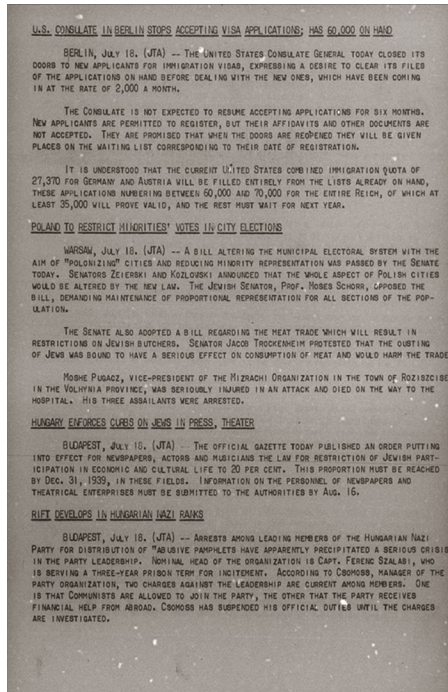 U.S. CONSULATE IN BERLIN STOPS ACCEPTING VISA APPLICATIONS; HAS 60,000 ON HAND
BERLIN, JULY 18. (JTA) -- THE UNITED STATES CONSULATE GENERAL TODAY CLOSED ITS
DOORS TO NEW APPLICANTS FOR IMMIGRATION VISAS, EXPRESSING A DESIRE TO CLEAR ITS FILES
OF THE APPLICATIONS ON HAND BEFORE DEALING WITH THE NEW ONES, WHICH HAVE BEEN COMING
IN AT THE RATE OF 2,000 A MONTH.
THE CONSULATE IS NOT EXPECTED TO RESUME ACCEPTING APPLICATIONS FOR SIX MONTHS.
NEW APPLICANTS ARE PERMITTED TO REGISTER, BUT THEIR AFFIDAVITS AND OTHER DOCUMENTS ARE
NOT ACCEPTED. THEY ARE PROMISED THAT WHEN THE DOORS ARE REOPENED THEY WILL BE GIVEN
PLACES ON THE WAITING LIST CORRESPONDING TO THEIR DATE OF REGISTRATION.
IT IS UNDERSTOOD THAT THE CURRENT UNITED STATES COMBINED IMMIGRATION QUOTA OF
27,370 FOR GERMANY AND AUSTRIA WILL BE FILLED ENTIRELY FROM THE LISTS ALREADY ON HAND,
THESE APPLICATIONS NUMBERING BETWEEN 60,000 AND 70,000 FOR THE ENTIRE REICH, OF WHICH AT
LEAST 35,000 WILL PROVE VALID, AND THE REST MUST WAIT FOR NEXT YEAR.
POLAND TO RESTRICT MINORITIES' VOTES IN CITY ELECTIONS
WARSAW, JULY 18. (JTA) -- A BILL ALTERING THE MUNICIPAL ELECTORAL SYSTEM WITH THE
AIM OF "POLONIZING" CITIES AND REDUCING MINORITY REPRESENTATION WAS PASSED BY THE SENATE
TODAY. SENATORS ZEIERSKI AND KOZLOVSKI ANNOUNCED THAT THE WHOLE ASPECT OF POLISH CITIES
WOULD BE ALTERED BY THE NEW LAW. THE JEWISH SENATOR, PROF. MOSES SCHORR, OPPOSED THE
BILL, DEMANDING MAINTENANCE OF PROPORTIONAL REPRESENTATION FOR ALL SECTIONS OF THE POP-
ULATION.
THE SENATE ALSO ADOPTED A BILL REGARDING THE MEAT TRADE WHICH WILL RESULT IN
RESTRICTIONS ON JEWISH BUTCHERS. SENATOR JACOB TROCKENHEIM PROTESTED THAT THE OUSTING
OF JEWS WAS BOUND TO HAVE A SERIOUS EFFECT ON CONSUMPTION OF MEAT AND WOULD HARM THE TRADE
MOSHE PUGACZ, VICE-PRESIDENT OF THE MIZRACHI ORGANIZATION IN THE TOWN OF ROZISZCISE
IN THE VOLHYNIA PROVINCE, WAS SERIOUSLY INJURED IN AN ATTACK AND DIED ON THE WAY TO THE
HOSPITAL. HIS THREE ASSAILANTS WERE ARRESTED.
HUNGARY ENFORCES CURBS ON JEWS IN PRESS, THEATER
BUDAPEST, JULY 18. (JTA) -- THE OFFICIAL GAZETTE TODAY PUBLISHED AN ORDER PUTTING
INTO EFFECT FOR NEWSPAPERS, ACTORS AND MUSICIANS THE LAW FOR RESTRICTION OF JEWISH PART-
ICIPATION IN ECONOMIC AND CULTURAL LIFE TO 20 PER CENT. THIS PROPORTION MUST BE REACHED
BY DEC. 31, 1939, IN THESE FIELDS. INFORMATION ON THE PERSONNEL OF NEWSPAPERS AND
THEATRICAL ENTERPRISES MUST BE SUBMITTED TO THE AUTHORITIES BY AUG. 16.
RIFT DEVELOPS IN HUNGARIAN NAZI RANKS
BUDAPEST, JULY 18. (JTA) -- ARRESTS AMONG LEADING MEMBERS OF THE HUNGARIAN NAZI
PARTY FOR DISTRIBUTION OF "ABUSIVE PAMPHLETS HAVE APPARENTLY PRECIPITATED A SERIOUS CRISIS
IN THE PARTY LEADERSHIP. NOMINAL HEAD OF THE ORGANIZATION IS CAPT. FERENC SZALASI, WHO
IS SERVING A THREE-YEAR PRISON TERM FOR INCITEMENT. ACCORDING TO CSOMOSS, MANAGER OF THE
PARTY ORGANIZATION, TWO CHARGES AGAINST THE LEADERSHIP ARE CURRENT AMONG MEMBERS. ONE
IS THAT COMMUNISTS ARE ALLOWED TO JOIN THE PARTY, THE OTHER THAT THE PARTY RECEIVES
FINANCIAL HELP FROM ABROAD. CSOMOSS HAS SUSPENDED HIS OFFICIAL DUTIES UNTIL THE CHARGES
ARE INVESTIGATED.